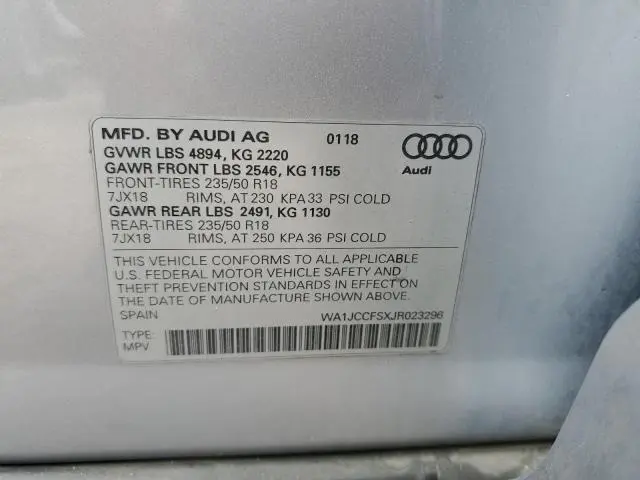 MFD. BY AUDI AG 0118
GVWR LBS 4894, KG 2220
GAWR FRONT LBS 2546, KG 1155
Audi
FRONT-TIRES 235/50 R18
7JX18 RIMS, AT 230 KPA 33 PSI COLD
GAWR REAR LBS 2491, KG 1130
REAR-TIRES 235/50 R18
7JX18 RIMS, AT 250 KPA 36 PSI COLD
THIS VEHICLE CONFORMS TO ALL APPLICABLE
U.S. FEDERAL MOTOR VEHICLE SAFETY AND
THEFT PREVENTION STANDARDS IN EFFECT ON
THE DATE OF MANUFACTURE SHOWN ABOVE.
SPAIN WA1JCCFSXJR023296
TYPE:
MPV